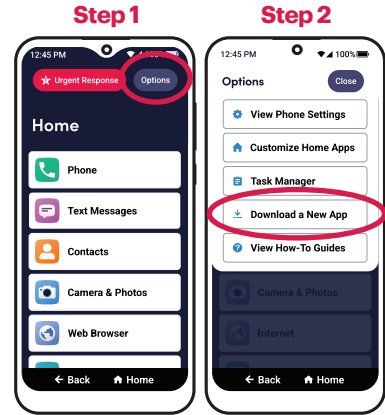 Step 1
12:45 PM
100%
Urgent Response
Options
Home
Phone
Text Messages
Contacts
Camera & Photos
Web Browser
Back
Home
Step 2
12:45 PM
100%
Options
Close
View Phone Settings
Customize Home Apps
Task Manager
Download a New App
View How-To Guides
Camera & Photos
Internet
Back
Home